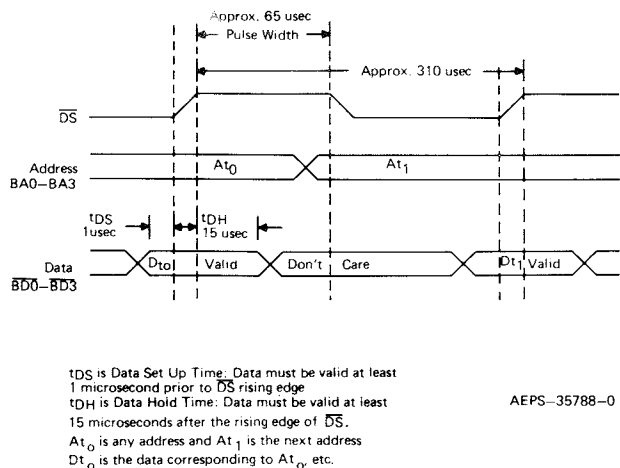 Approx. 65 usec
Pulse Width
Approx. 310 usec
DS
Address
BA0–BA3
At0
At1
tDS
1usec
tDH
15 usec
Data
BD0–BD3
Dto
Valid
Don't Care
Dt1 Valid
tDS is Data Set Up Time: Data must be valid at least
1 microsecond prior to DS rising edge
tDH is Data Hold Time: Data must be valid at least
15 microseconds after the rising edge of DS.
Ato is any address and At1 is the next address
Dto is the data corresponding to Ato, etc.
AEPS–35788–0